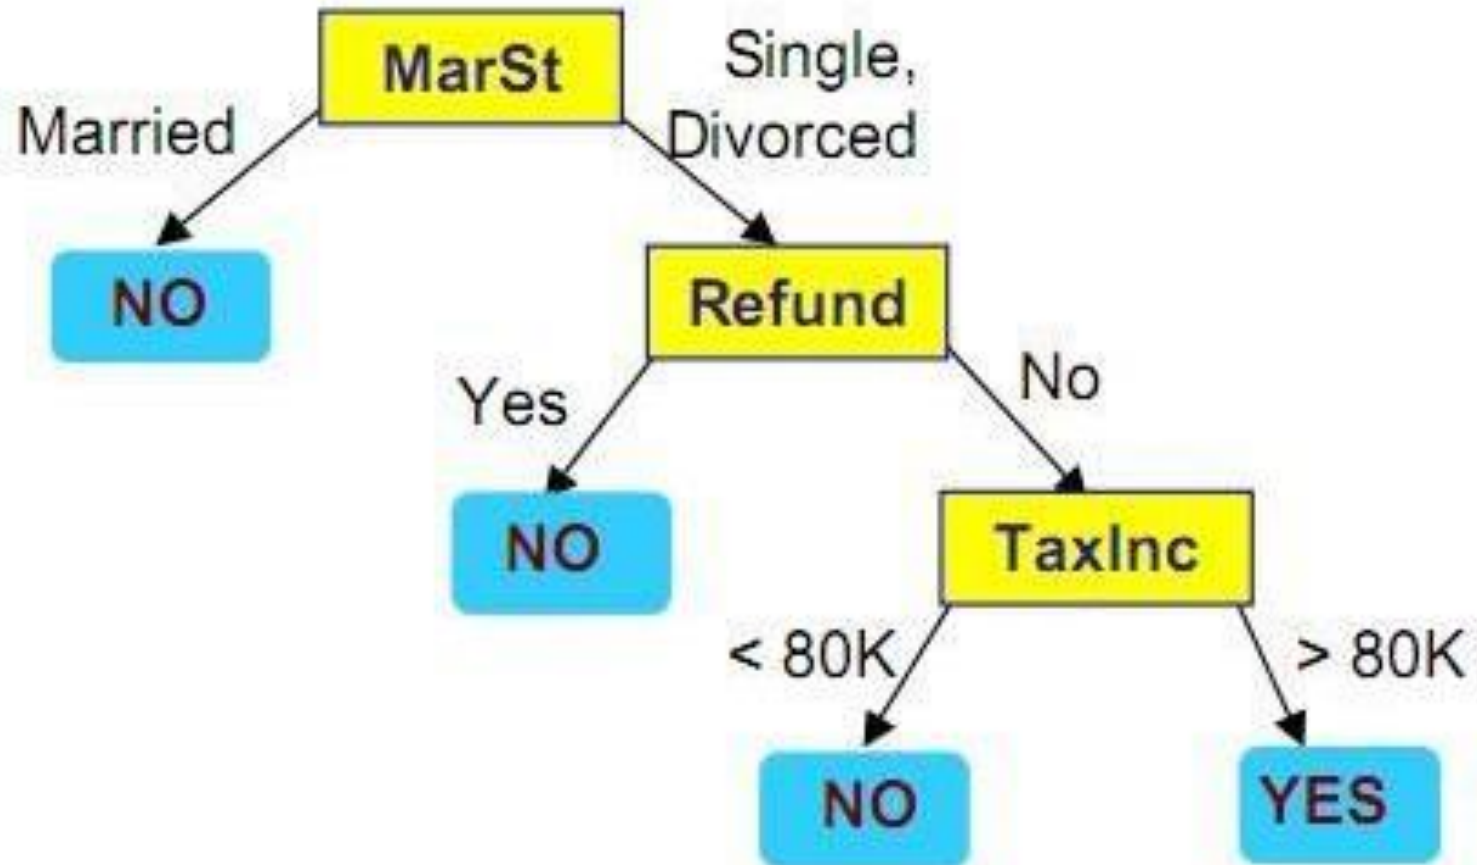 MarSt
Single,
Divorced
Married
NO
Refund
Yes
No
NO
TaxInc
< 80K
> 80K
NO
YES